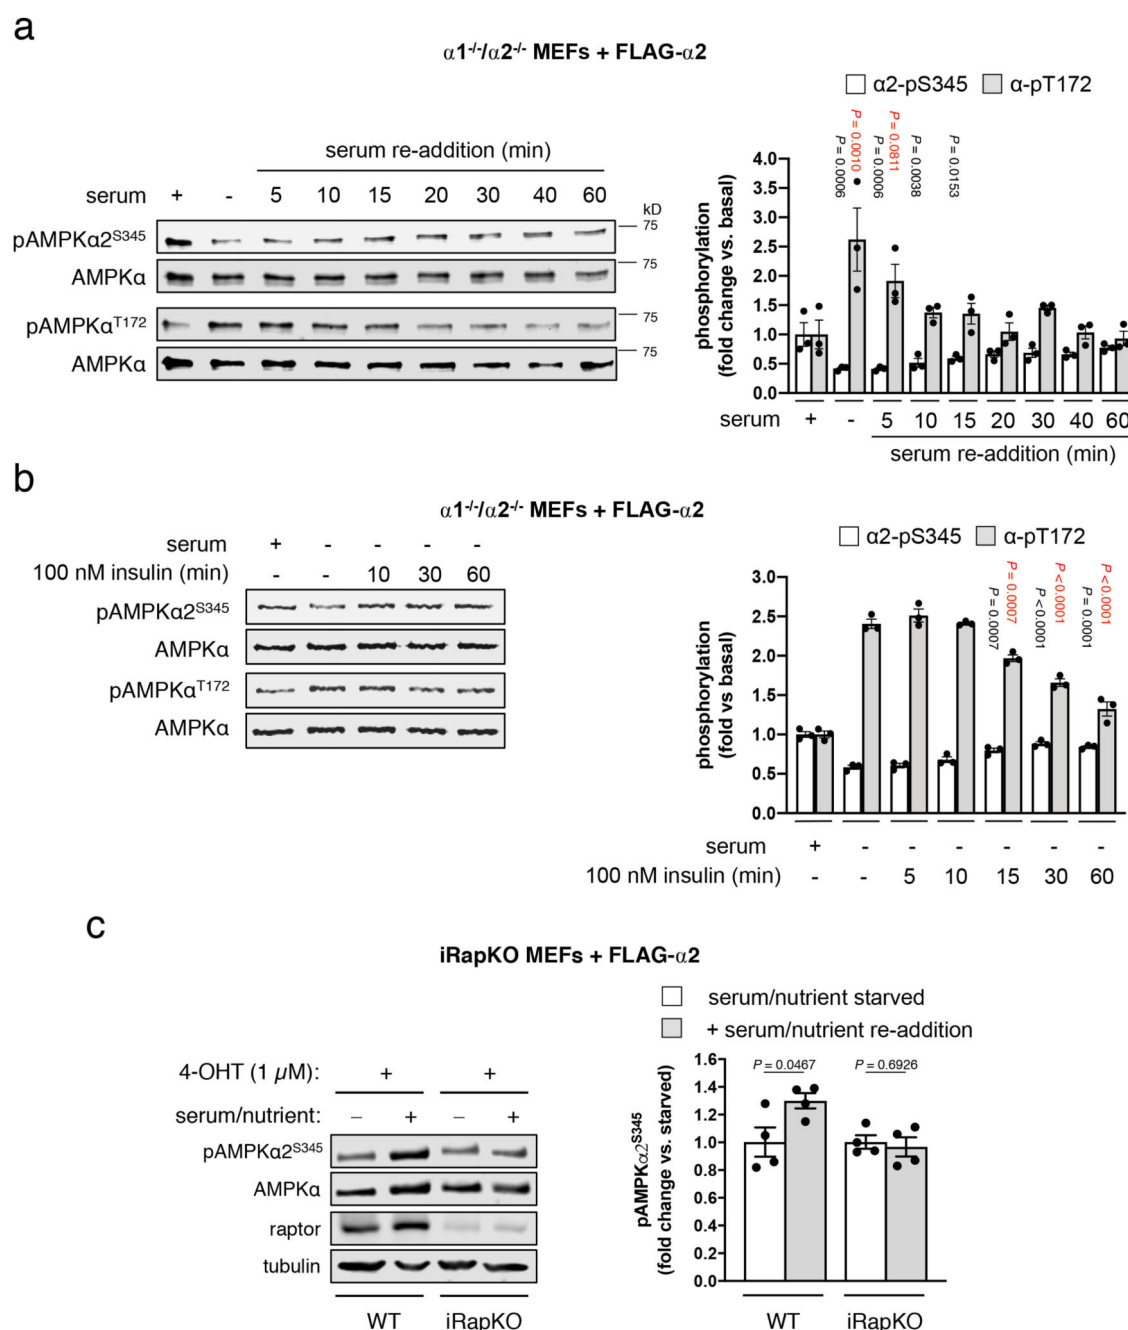 a
α1-/-/α2-/- MEFs + FLAG-α2
serum re-addition (min)
serum + - 5 10 15 20 30 40 60
kD
pAMPKα2S345 75
AMPKα 75
pAMPKαT172
AMPKα 75
α2-pS345 α-pT172
P = 0.0006 P = 0.0010 P = 0.0006 P = 0.0811 P = 0.0038 P = 0.0153
phosphorylation
(fold change vs. basal)
4.0
3.5
3.0
2.5
2.0
1.5
1.0
0.5
0.0
serum + - 5 10 15 20 30 40 60
serum re-addition (min)
b
α1-/-/α2-/- MEFs + FLAG-α2
serum + - - - -
100 nM insulin (min) - - 10 30 60
pAMPKα2S345
AMPKα
pAMPKαT172
AMPKα
α2-pS345 α-pT172
P = 0.0007 P = 0.0007 P < 0.0001 P < 0.0001 P = 0.0001 P < 0.0001
phosphorylation
(fold vs basal)
3.0
2.5
2.0
1.5
1.0
0.5
0.0
serum + - - - - - -
100 nM insulin (min) - - 5 10 15 30 60
c
iRapKO MEFs + FLAG-α2
4-OHT (1 µM): + +
serum/nutrient: – + – +
pAMPKα2S345
AMPKα
raptor
tubulin
WT iRapKO
serum/nutrient starved
+ serum/nutrient re-addition
P = 0.0467 P = 0.6926
pAMPKα2S345
(fold change vs. starved)
1.6
1.4
1.2
1.0
0.8
0.6
0.4
0.2
0.0
WT iRapKO